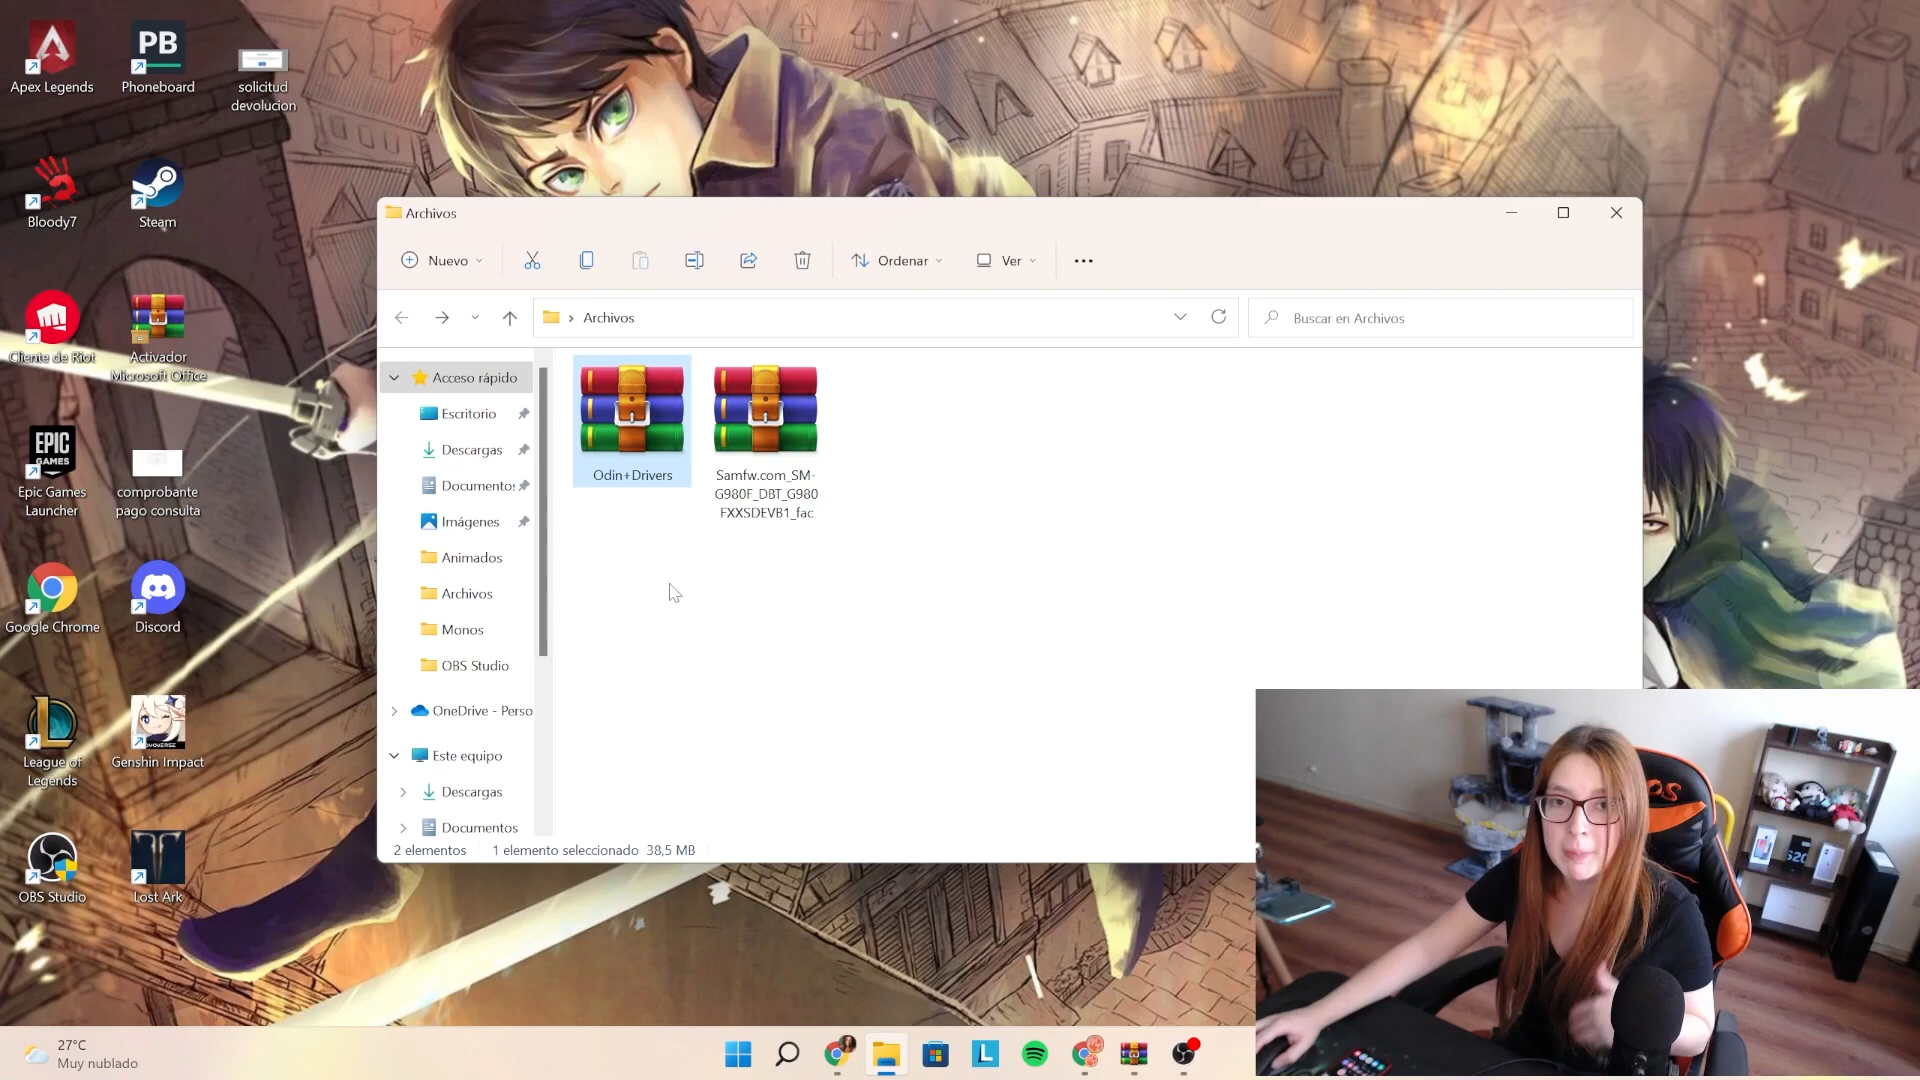 Apex Legends
PB
Phoneboard
solicitud
devolucion
Bloody7
Steam
Cliente de Riot
Activador
Microsoft Office
EPIC
GAMES
Epic Games
Launcher
comprobante
pago consulta
Google Chrome
Discord
League of
Legends
Genshin Impact
OBS Studio
Lost Ark
Archivos
Nuevo
Ordenar
Ver
Archivos
Buscar en Archivos
Acceso rápido
Escritorio
Descargas
Documentos
Imágenes
Animados
Archivos
Monos
OBS Studio
OneDrive - Perso
Este equipo
Descargas
Documentos
Odin+Drivers
Samfw.com_SM-
G980F_DBT_G980
FXXSDEVB1_fac
2 elementos
1 elemento seleccionado 38,5 MB
S20
27°C
Muy nublado
L